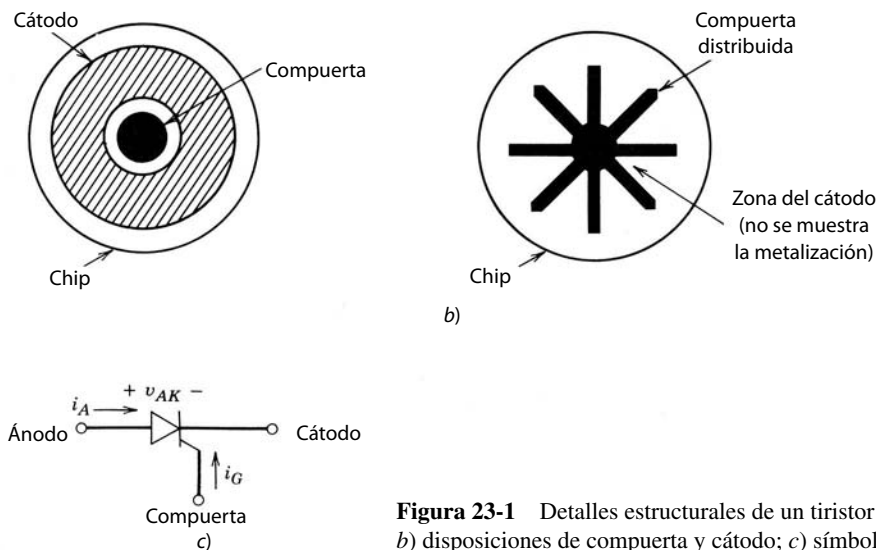 Cátodo
Compuerta
Chip
Compuerta
distribuida
Zona del cátodo
(no se muestra
la metalización)
Chip
b)
+ v_AK −
i_A
Ánodo
Cátodo
i_G
Compuerta
c)
Figura 23-1 Detalles estructurales de un tiristor
b) disposiciones de compuerta y cátodo; c) símbol